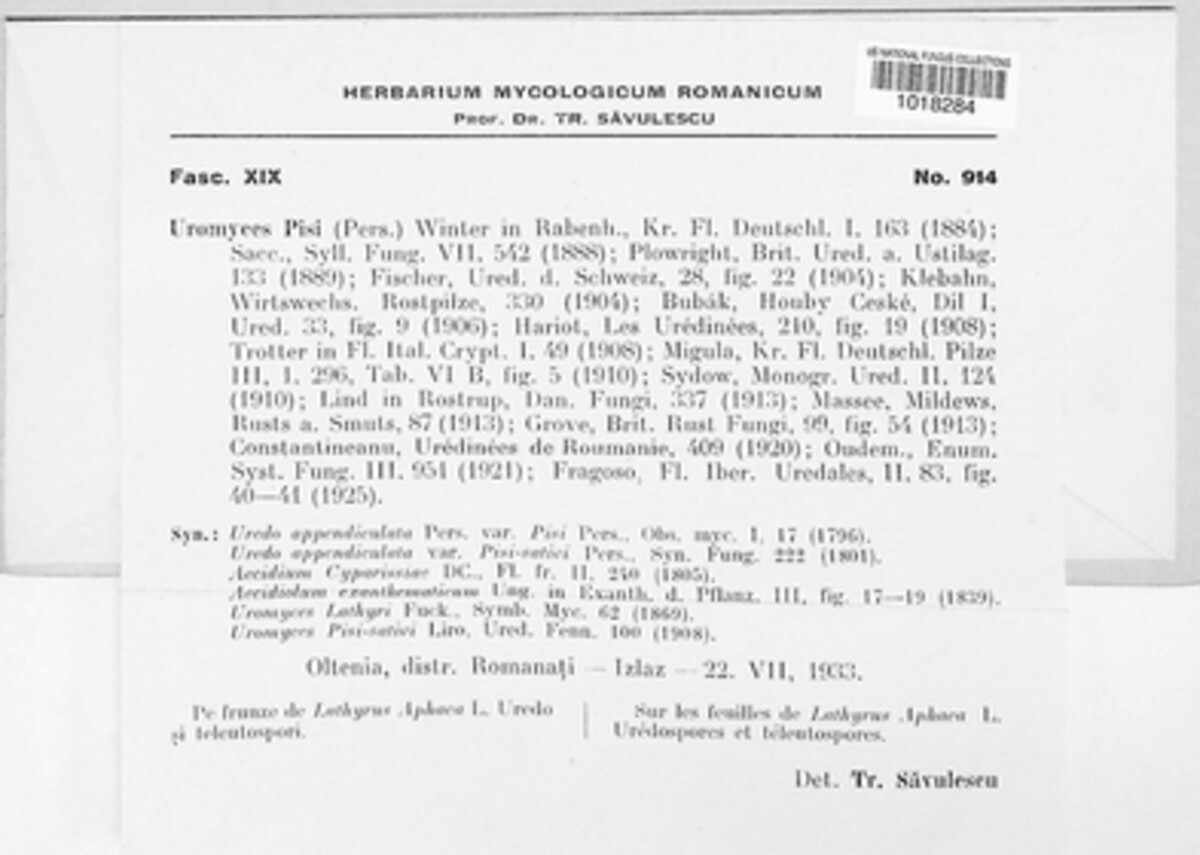 US NATIONAL FUNGUS COLLECTIONS
1018284
HERBARIUM MYCOLOGICUM ROMANICUM
Prof. Dr. TR. SĂVULESCU
Fasc. XIX
No. 914
Uromyces Pisi (Pers.) Winter in Rabenh., Kr. Fl. Deutschl. I, 163 (1884);
Sacc., Syll. Fung. VII, 542 (1888); Plowright, Brit. Ured. a. Ustilag.
133 (1889); Fischer, Ured. d. Schweiz, 28, fig. 22 (1904); Klebahn,
Wirtswechs. Rostpilze, 330 (1904); Bubák, Houby Ceské, Dil I,
Ured. 33, fig. 9 (1906); Hariot, Les Urédinées, 210, fig. 19 (1908);
Trotter in Fl. Ital. Crypt. I, 49 (1908); Migula, Kr. Fl. Deutschl. Pilze
III, 1. 296, Tab. VI B, fig. 5 (1910); Sydow, Monogr. Ured. II, 124
(1910); Lind in Rostrup, Dan. Fungi, 337 (1913); Massee, Mildews,
Rusts a. Smuts, 87 (1913); Grove, Brit. Rust Fungi, 99, fig. 54 (1913);
Constantineanu, Urédinées de Roumanie, 409 (1920); Oudem., Enum.
Syst. Fung. III. 951 (1921); Fragoso, Fl. Iber. Uredales, II. 83, fig.
40—41 (1925).
Syn.: Uredo appendiculata Pers. var. Pisi Pers., Obs. myc. I, 17 (1796).
Uredo appendiculata var. Pisi-sativi Pers., Syn. Fung. 222 (1801).
Aecidium Cyparissiae DC., Fl. fr. II, 240 (1805).
Aecidiolum exanthematicum Ung. in Exanth. d. Pflanz. III, fig. 17—19 (1839).
Uromyces Lathyri Fuck., Symb. Myc. 62 (1869).
Uromyces Pisi-sativi Liro, Ured. Fenn. 100 (1908).
Oltenia, distr. Romanați — Izlaz — 22. VII, 1933.
Pe frunze de Lathyrus Aphaca L. Uredo
și teleutospori.
Sur les feuilles de Lathyrus Aphaca L.
Urédospores et téleutospores.
Det. Tr. Săvulescu